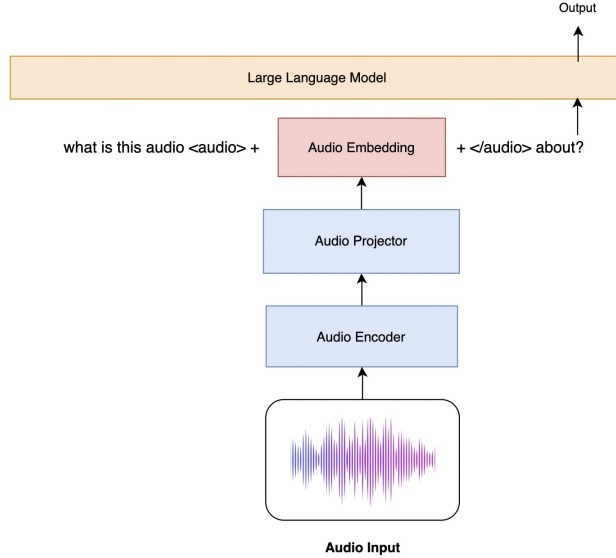 Output
Large Language Model
what is this audio <audio> + Audio Embedding + </audio> about?
Audio Projector
Audio Encoder
Audio Input